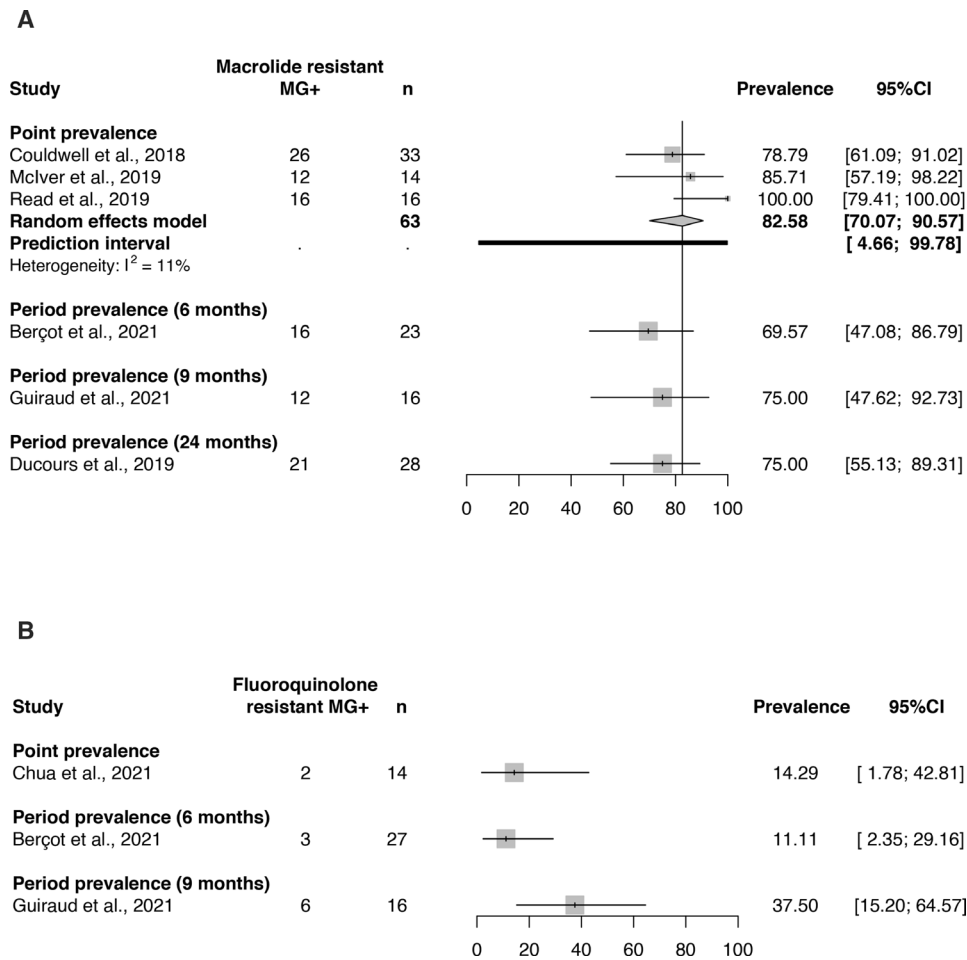 A
Macrolide resistant
Study MG+ n Prevalence 95%CI
Point prevalence
Couldwell et al., 2018 26 33 78.79 [61.09; 91.02]
McIver et al., 2019 12 14 85.71 [57.19; 98.22]
Read et al., 2019 16 16 100.00 [79.41; 100.00]
Random effects model 63 82.58 [70.07; 90.57]
Prediction interval . . [ 4.66; 99.78]
Heterogeneity: I² = 11%
Period prevalence (6 months)
Berçot et al., 2021 16 23 69.57 [47.08; 86.79]
Period prevalence (9 months)
Guiraud et al., 2021 12 16 75.00 [47.62; 92.73]
Period prevalence (24 months)
Ducours et al., 2019 21 28 75.00 [55.13; 89.31]
0 20 40 60 80 100
B
Fluoroquinolone
Study resistant MG+ n Prevalence 95%CI
Point prevalence
Chua et al., 2021 2 14 14.29 [ 1.78; 42.81]
Period prevalence (6 months)
Berçot et al., 2021 3 27 11.11 [ 2.35; 29.16]
Period prevalence (9 months)
Guiraud et al., 2021 6 16 37.50 [15.20; 64.57]
0 20 40 60 80 100